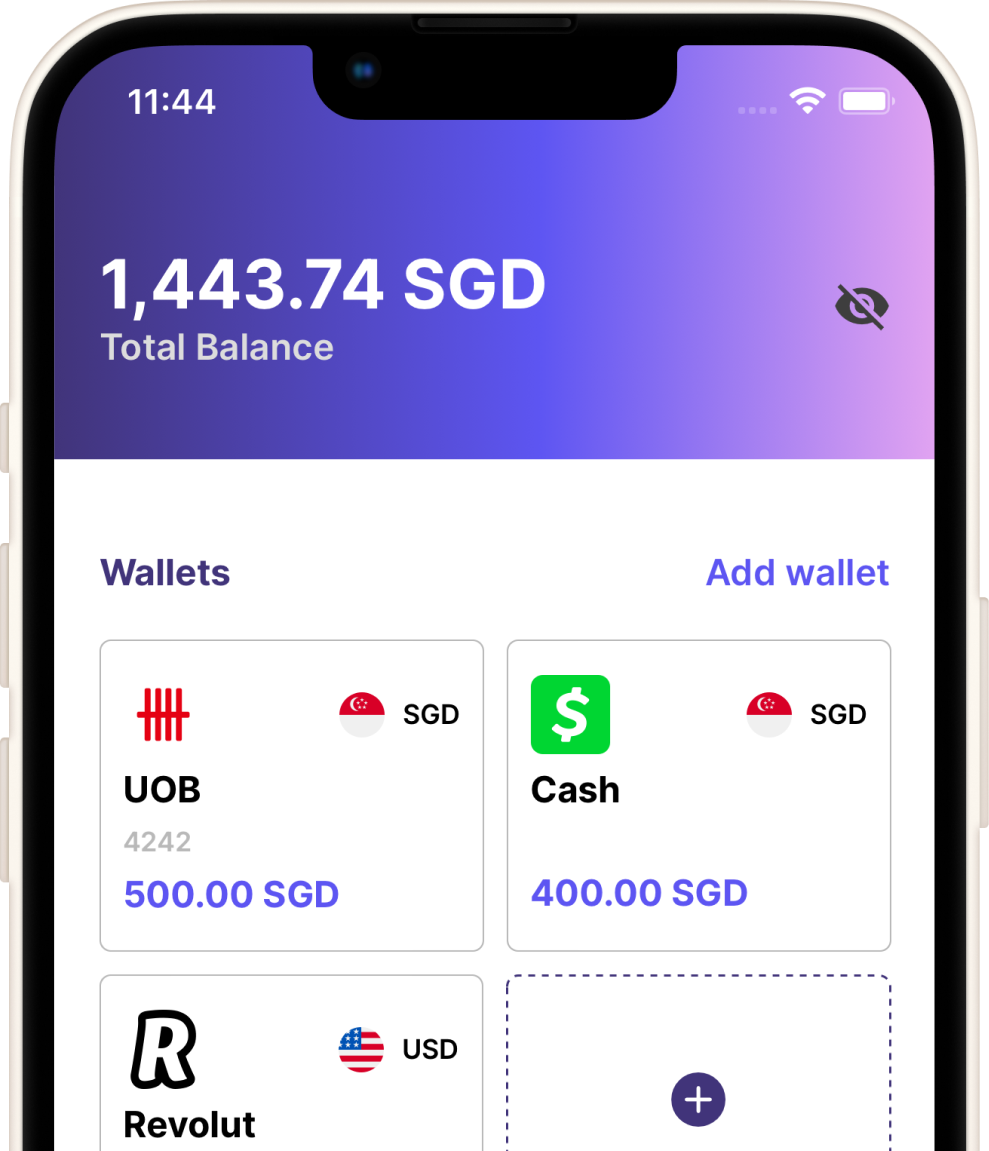 11:44
1,443.74 SGD
Total Balance
Wallets
Add wallet
SGD
UOB
4242
500.00 SGD
$
SGD
Cash
400.00 SGD
R
USD
Revolut